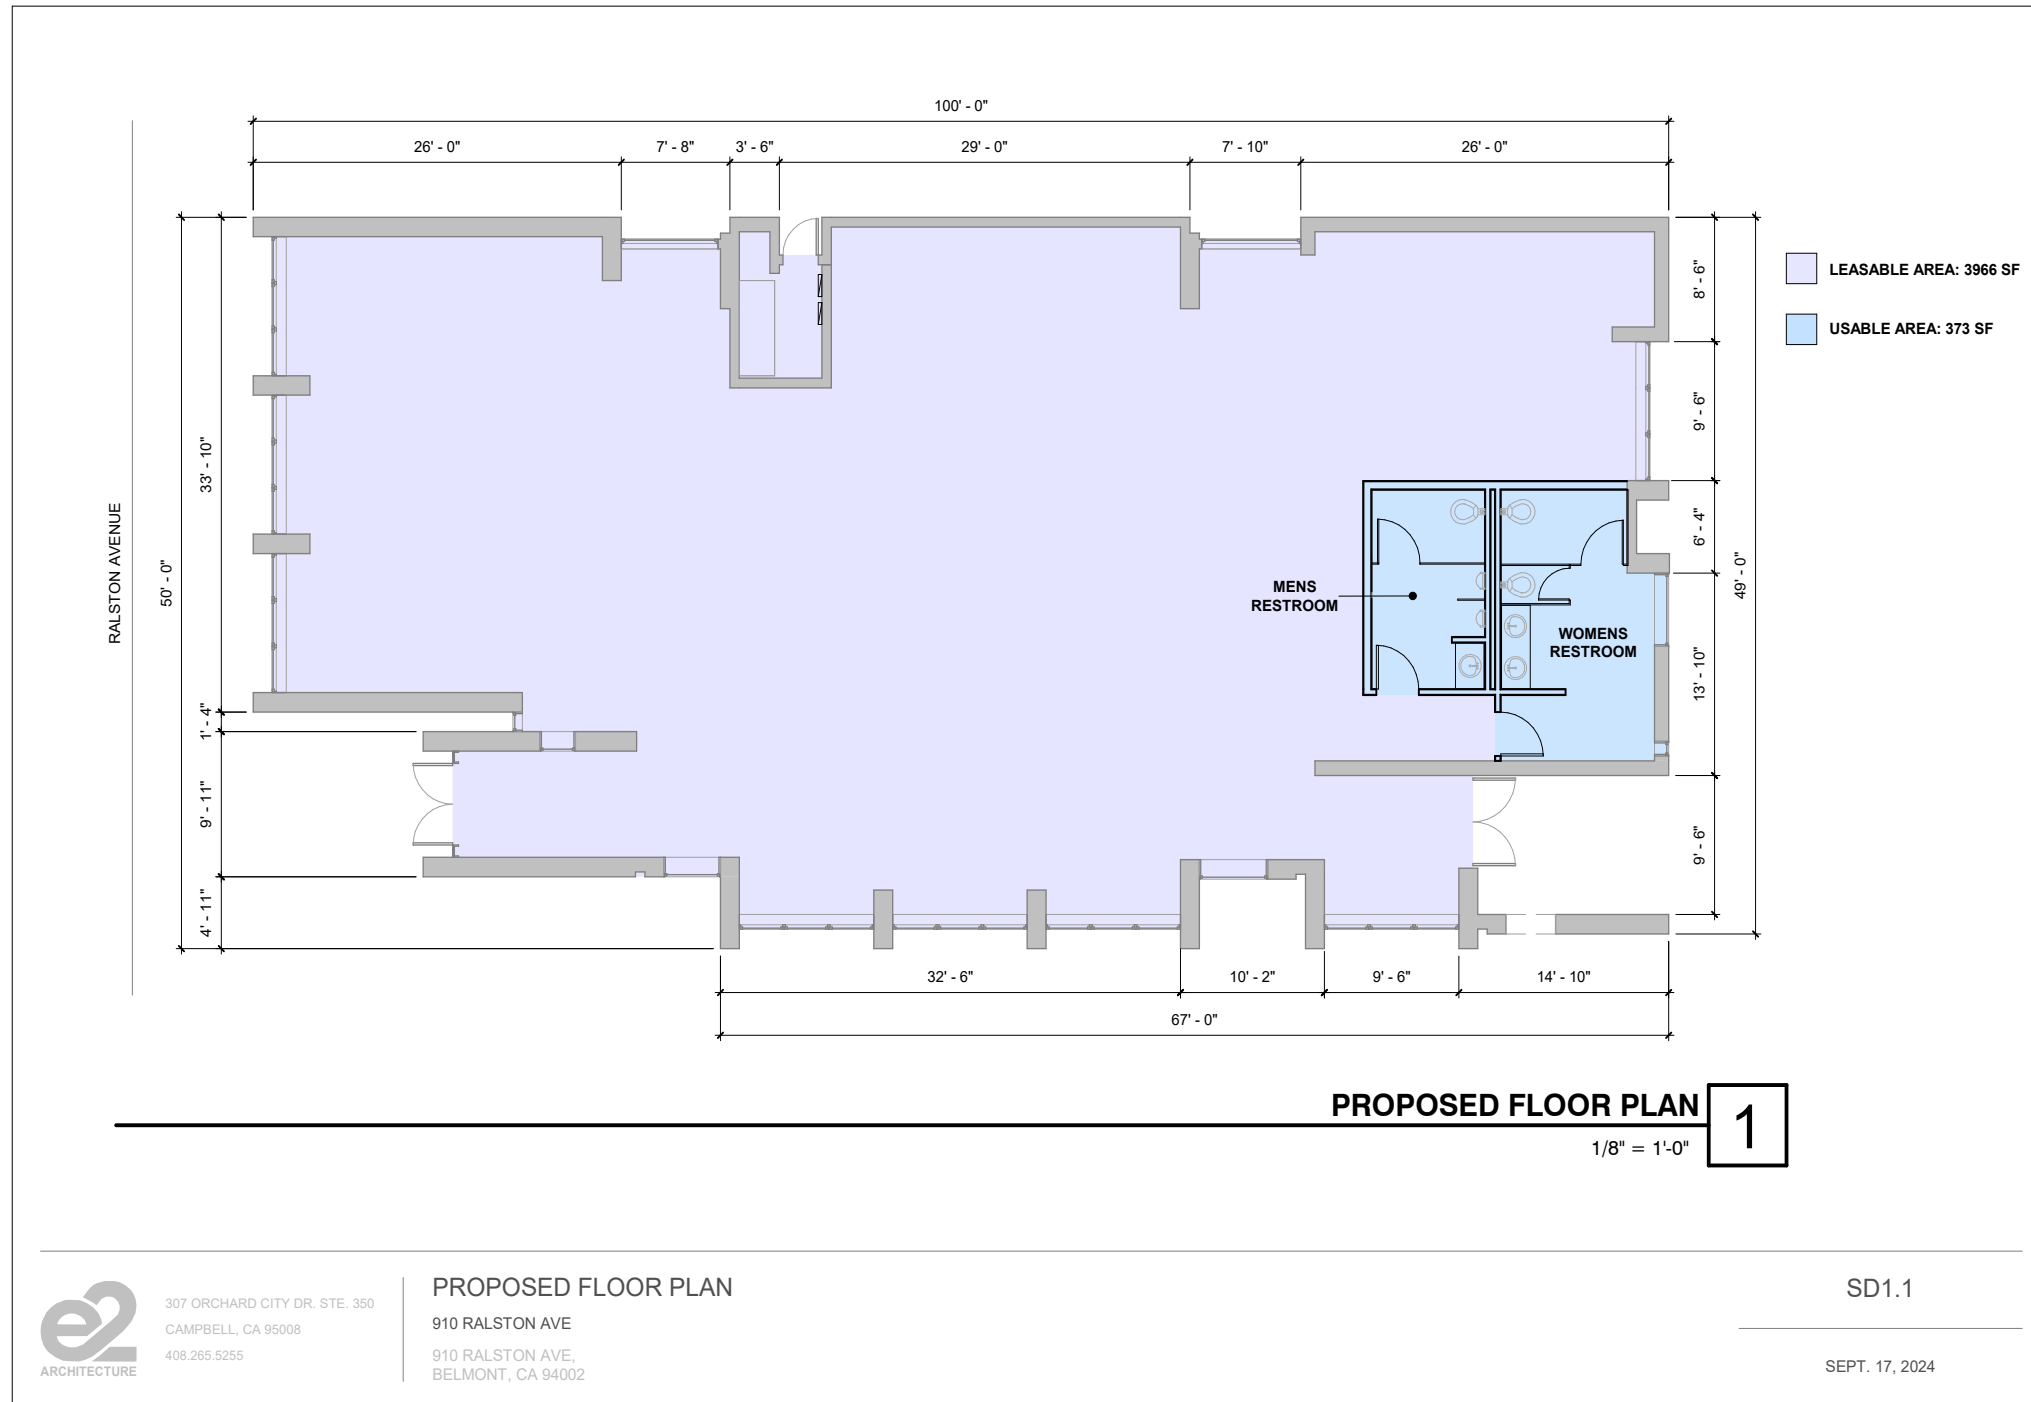 100' - 0"
26' - 0"
7' - 8"
3' - 6"
29' - 0"
7' - 10"
26' - 0"
RALSTON AVENUE
50' - 0"
33' - 10"
1' - 4"
9' - 11"
4' - 11"
8' - 6"
9' - 6"
6' - 4"
13' - 10"
9' - 6"
49' - 0"
LEASABLE AREA: 3966 SF
USABLE AREA: 373 SF
MENS
RESTROOM
WOMENS
RESTROOM
32' - 6"
10' - 2"
9' - 6"
14' - 10"
67' - 0"
PROPOSED FLOOR PLAN
1
1/8" = 1'-0"
e2
ARCHITECTURE
307 ORCHARD CITY DR. STE. 350
CAMPBELL, CA 95008
408.265.5255
PROPOSED FLOOR PLAN
910 RALSTON AVE
910 RALSTON AVE,
BELMONT, CA 94002
SD1.1
SEPT. 17, 2024